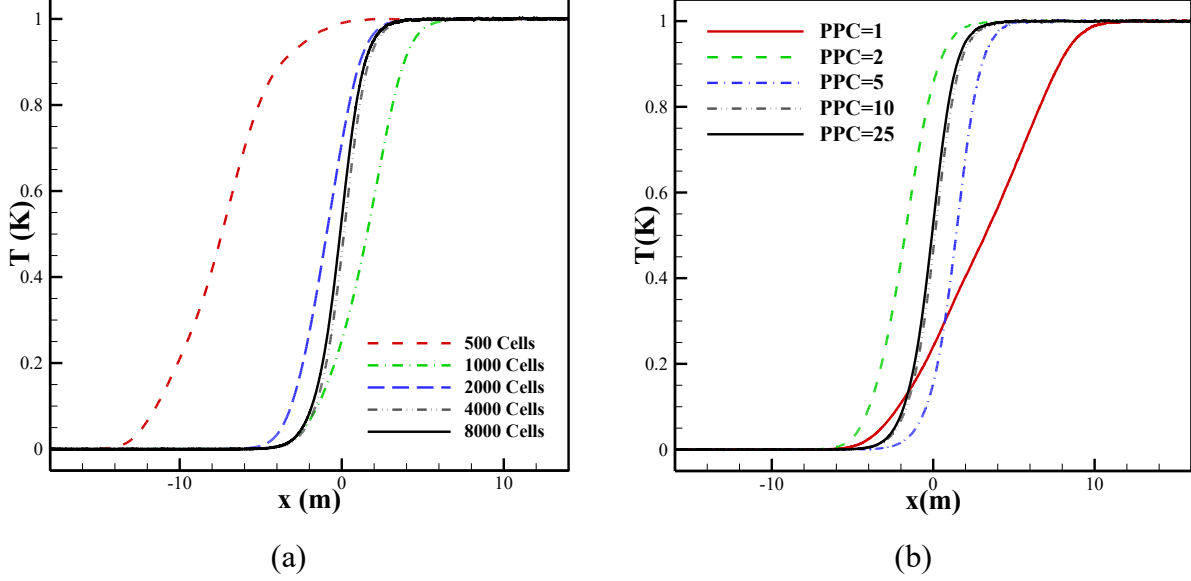 1
0.8
0.6
0.4
0.2
0
T (K)
-10
0
10
x (m)
500 Cells
1000 Cells
2000 Cells
4000 Cells
8000 Cells
(a)
1
0.8
0.6
0.4
0.2
0
T(K)
-10
0
10
x(m)
PPC=1
PPC=2
PPC=5
PPC=10
PPC=25
(b)